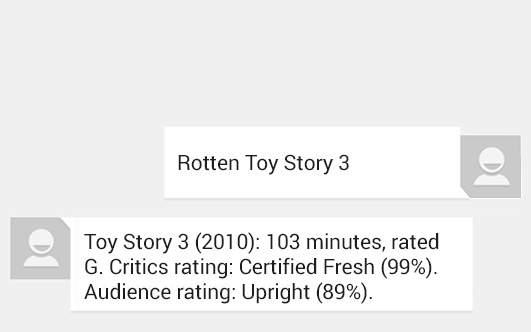 Rotten Toy Story 3
Toy Story 3 (2010): 103 minutes, rated
G. Critics rating: Certified Fresh (99%).
Audience rating: Upright (89%).